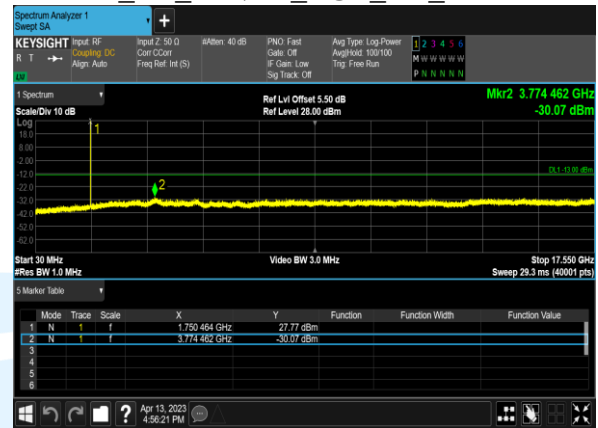 Spectrum Analyzer 1
Swept SA
KEYSIGHT Input: RF Input Z: 50 Ω #Atten: 40 dB PNO: Fast Avg Type: Log-Power 1 2 3 4 5 6
R T Coupling: DC Corr CCorr Gate: Off Avg|Hold: 100/100 M W W W W W
Align: Auto Freq Ref: Int (S) IF Gain: Low Trig: Free Run
Sig Track: Off P N N N N N
1 Spectrum Ref Lvl Offset 5.50 dB Mkr2 3.774 462 GHz
Scale/Div 10 dB Ref Level 28.00 dBm -30.07 dBm
Log
18.0 1
8.00
-2.00
-12.0 DL1 -13.00 dBm
-22.0 2
-32.0
-42.0
-52.0
-62.0
Start 30 MHz Video BW 3.0 MHz Stop 17.550 GHz
#Res BW 1.0 MHz Sweep 29.3 ms (40001 pts)
5 Marker Table
Mode Trace Scale X Y Function Function Width Function Value
1 N 1 f 1.750 464 GHz 27.77 dBm
2 N 1 f 3.774 462 GHz -30.07 dBm
3
4
5
6
? Apr 13, 2023
4:56:21 PM